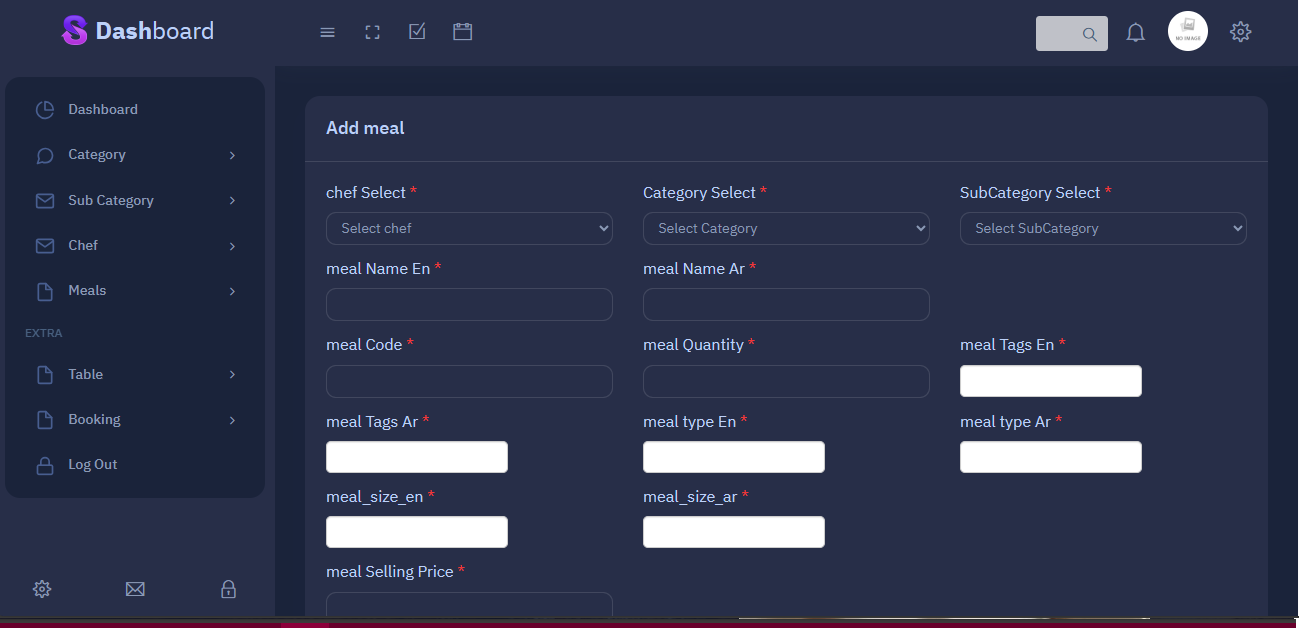 Dashboard
Dashboard
Category
Sub Category
Chef
Meals
EXTRA
Table
Booking
Log Out
NO IMAGE
Add meal
chef Select *
Category Select *
SubCategory Select *
Select chef
Select Category
Select SubCategory
meal Name En *
meal Name Ar *
meal Code *
meal Quantity *
meal Tags En *
meal Tags Ar *
meal type En *
meal type Ar *
meal_size_en *
meal_size_ar *
meal Selling Price *